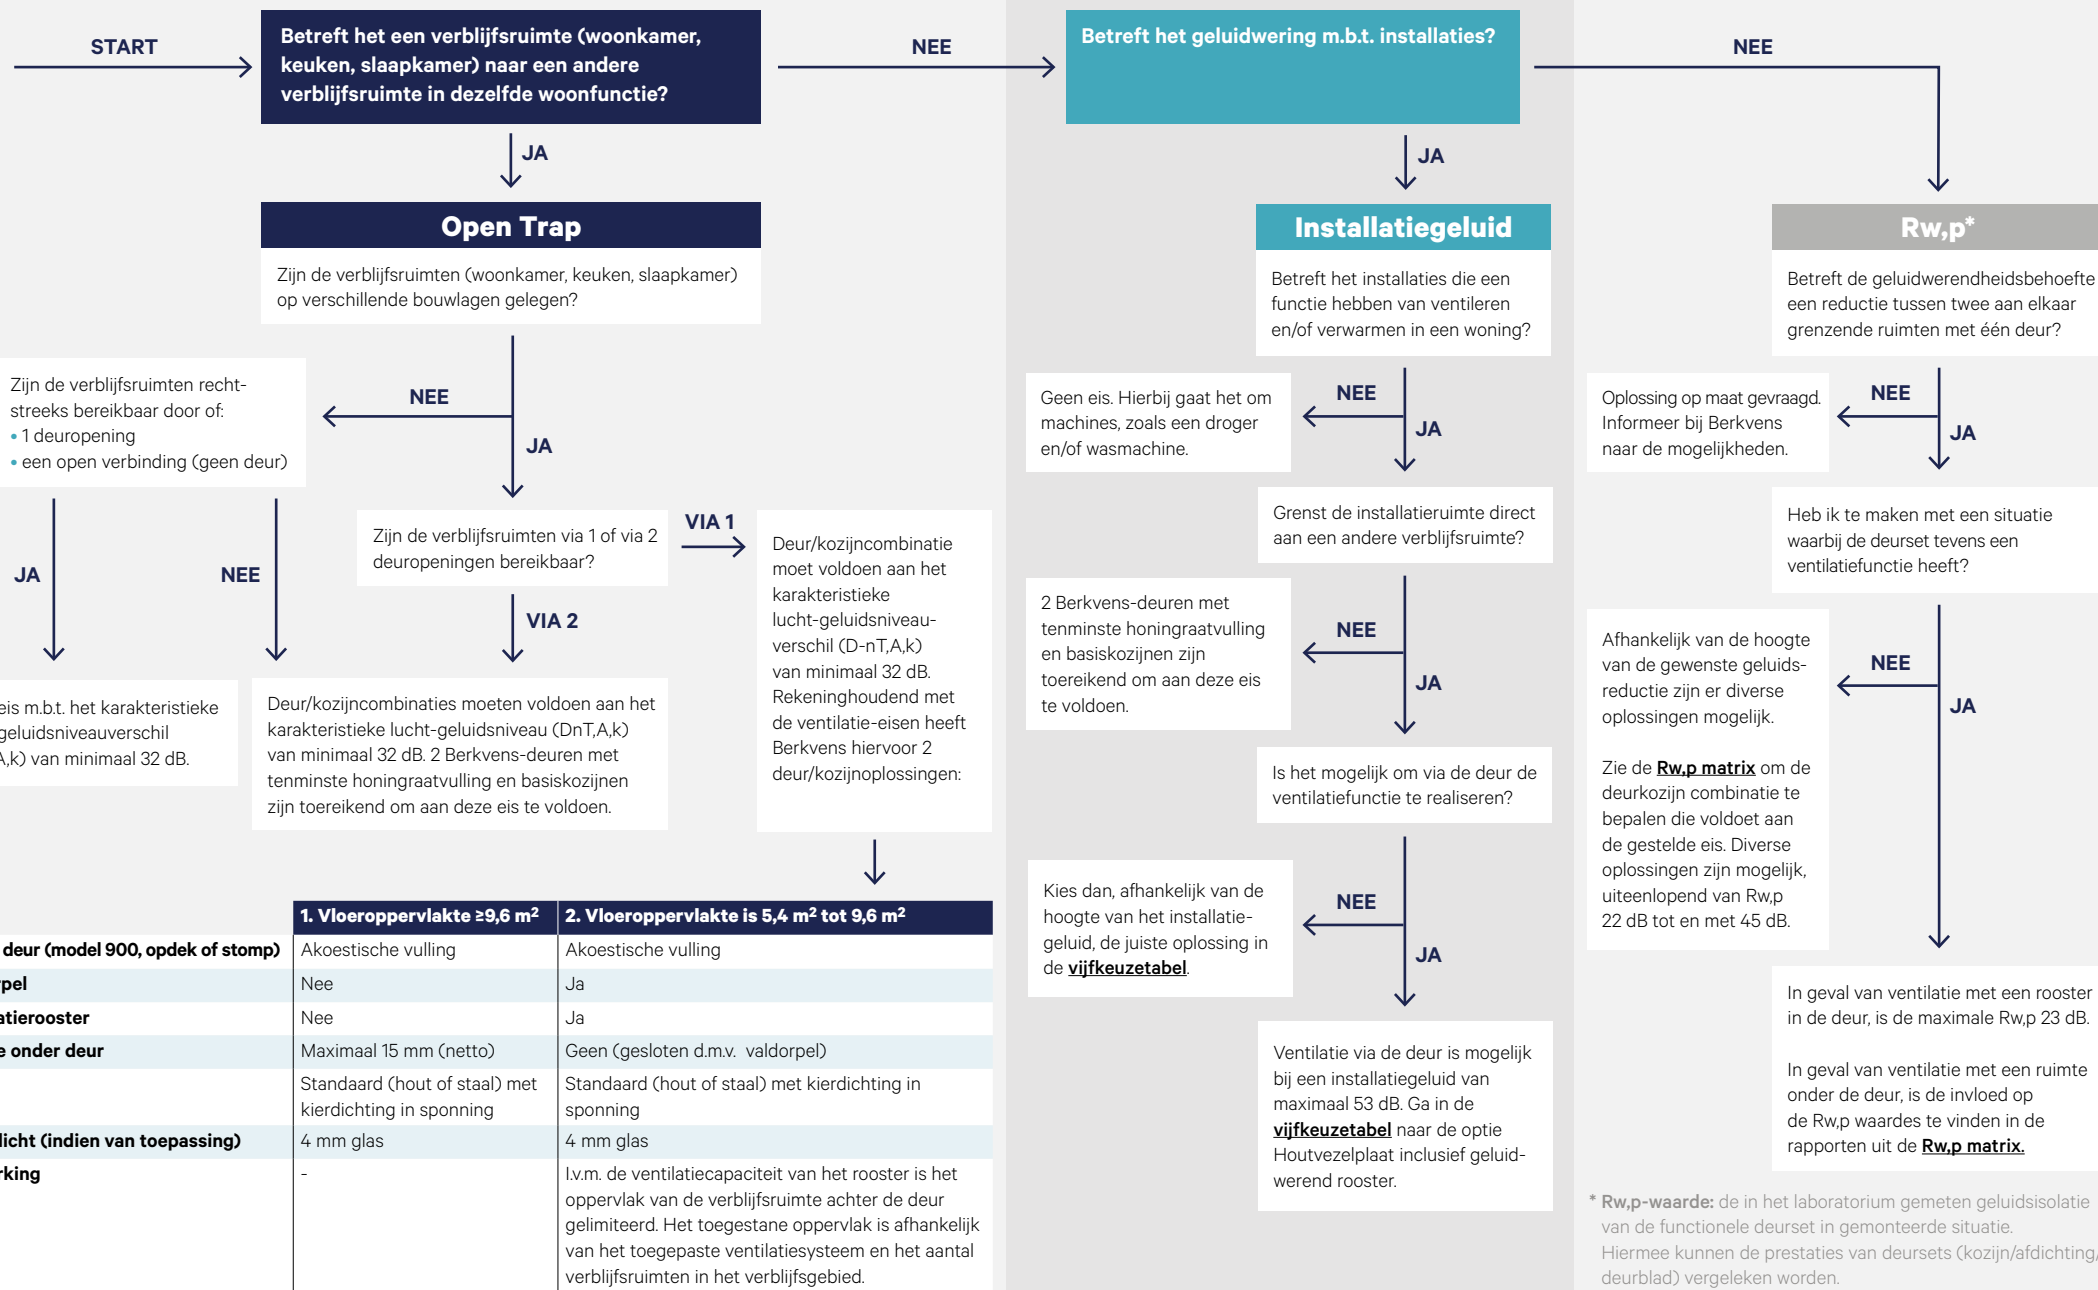 START
Betreft het een verblijfsruimte (woonkamer,
keuken, slaapkamer) naar een andere
verblijfsruimte in dezelfde woonfunctie?
NEE
JA
Open Trap
Zijn de verblijfsruimten (woonkamer, keuken, slaapkamer)
op verschillende bouwlagen gelegen?
NEE
JA
Zijn de verblijfsruimten recht-
streeks bereikbaar door of:
• 1 deuropening
• een open verbinding (geen deur)
JA
NEE
Zijn de verblijfsruimten via 1 of via 2
deuropeningen bereikbaar?
VIA 1
VIA 2
eis m.b.t. het karakteristieke
geluidsniveauverschil
A,k) van minimaal 32 dB.
Deur/kozijncombinaties moeten voldoen aan het
karakteristieke lucht-geluidsniveau (DnT,A,k)
van minimaal 32 dB. 2 Berkvens-deuren met
tenminste honingraatvulling en basiskozijnen
zijn toereikend om aan deze eis te voldoen.
Deur/kozijncombinatie
moet voldoen aan het
karakteristieke
lucht-geluidsniveau-
verschil (D-nT,A,k)
van minimaal 32 dB.
Rekeninghoudend met
de ventilatie-eisen heeft
Berkvens hiervoor 2
deur/kozijnoplossingen:
1. Vloeroppervlakte ≥9,6 m² 2. Vloeroppervlakte is 5,4 m² tot 9,6 m²
deur (model 900, opdek of stomp) Akoestische vulling Akoestische vulling
rpel Nee Ja
atierooster Nee Ja
e onder deur Maximaal 15 mm (netto) Geen (gesloten d.m.v. valdorpel)
Standaard (hout of staal) met Standaard (hout of staal) met kierdichting in
kierdichting in sponning sponning
licht (indien van toepassing) 4 mm glas 4 mm glas
rking - I.v.m. de ventilatiecapaciteit van het rooster is het
oppervlak van de verblijfsruimte achter de deur
gelimiteerd. Het toegestane oppervlak is afhankelijk
van het toegepaste ventilatiesysteem en het aantal
verblijfsruimten in het verblijfsgebied.
Betreft het geluidwering m.b.t. installaties?
NEE
JA
Installatiegeluid
Betreft het installaties die een
functie hebben van ventileren
en/of verwarmen in een woning?
NEE
JA
Geen eis. Hierbij gaat het om
machines, zoals een droger
en/of wasmachine.
Grenst de installatieruimte direct
aan een andere verblijfsruimte?
NEE
JA
2 Berkvens-deuren met
tenminste honingraatvulling
en basiskozijnen zijn
toereikend om aan deze eis
te voldoen.
Is het mogelijk om via de deur de
ventilatiefunctie te realiseren?
NEE
JA
Kies dan, afhankelijk van de
hoogte van het installatie-
geluid, de juiste oplossing in
de vijfkeuzetabel.
Ventilatie via de deur is mogelijk
bij een installatiegeluid van
maximaal 53 dB. Ga in de
vijfkeuzetabel naar de optie
Houtvezelplaat inclusief geluid-
werend rooster.
Rw,p*
Betreft de geluidwerendheidsbehoefte
een reductie tussen twee aan elkaar
grenzende ruimten met één deur?
NEE
JA
Oplossing op maat gevraagd.
Informeer bij Berkvens
naar de mogelijkheden.
Heb ik te maken met een situatie
waarbij de deurset tevens een
ventilatiefunctie heeft?
NEE
JA
Afhankelijk van de hoogte
van de gewenste geluids-
reductie zijn er diverse
oplossingen mogelijk.
Zie de Rw,p matrix om de
deurkozijn combinatie te
bepalen die voldoet aan
de gestelde eis. Diverse
oplossingen zijn mogelijk,
uiteenlopend van Rw,p
22 dB tot en met 45 dB.
In geval van ventilatie met een rooster
in de deur, is de maximale Rw,p 23 dB.
In geval van ventilatie met een ruimte
onder de deur, is de invloed op
de Rw,p waardes te vinden in de
rapporten uit de Rw,p matrix.
* Rw,p-waarde: de in het laboratorium gemeten geluidsisolatie
van de functionele deurset in gemonteerde situatie.
Hiermee kunnen de prestaties van deursets (kozijn/afdichting/
deurblad) vergeleken worden.